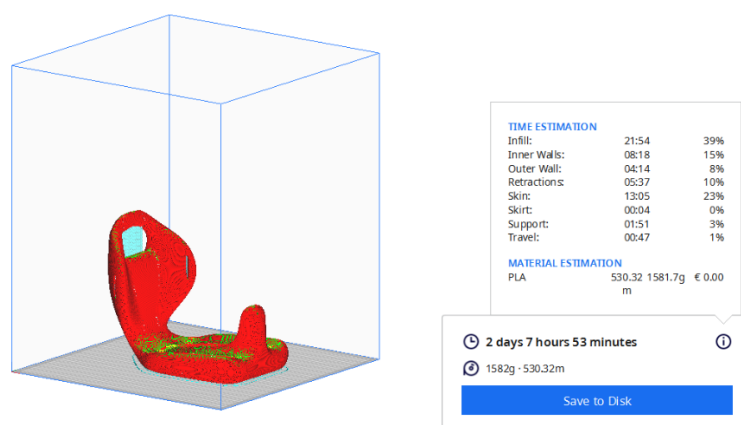 TIME ESTIMATION
Infill: 21:54 39%
Inner Walls: 08:18 15%
Outer Wall: 04:14 8%
Retractions: 05:37 10%
Skin: 13:05 23%
Skirt: 00:04 0%
Support: 01:51 3%
Travel: 00:47 1%
MATERIAL ESTIMATION
PLA 530.32 1581.7g € 0.00
m
2 days 7 hours 53 minutes
1582g · 530.32m
Save to Disk